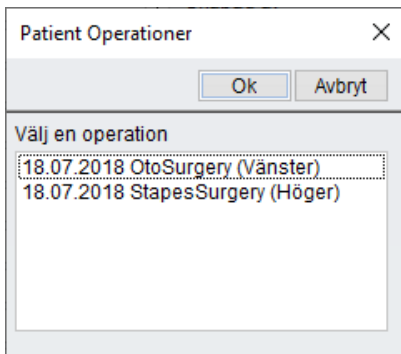 Patient Operationer
Ok
Avbryt
Välj en operation
18.07.2018 OtoSurgery (Vänster)
18.07.2018 StapesSurgery (Höger)